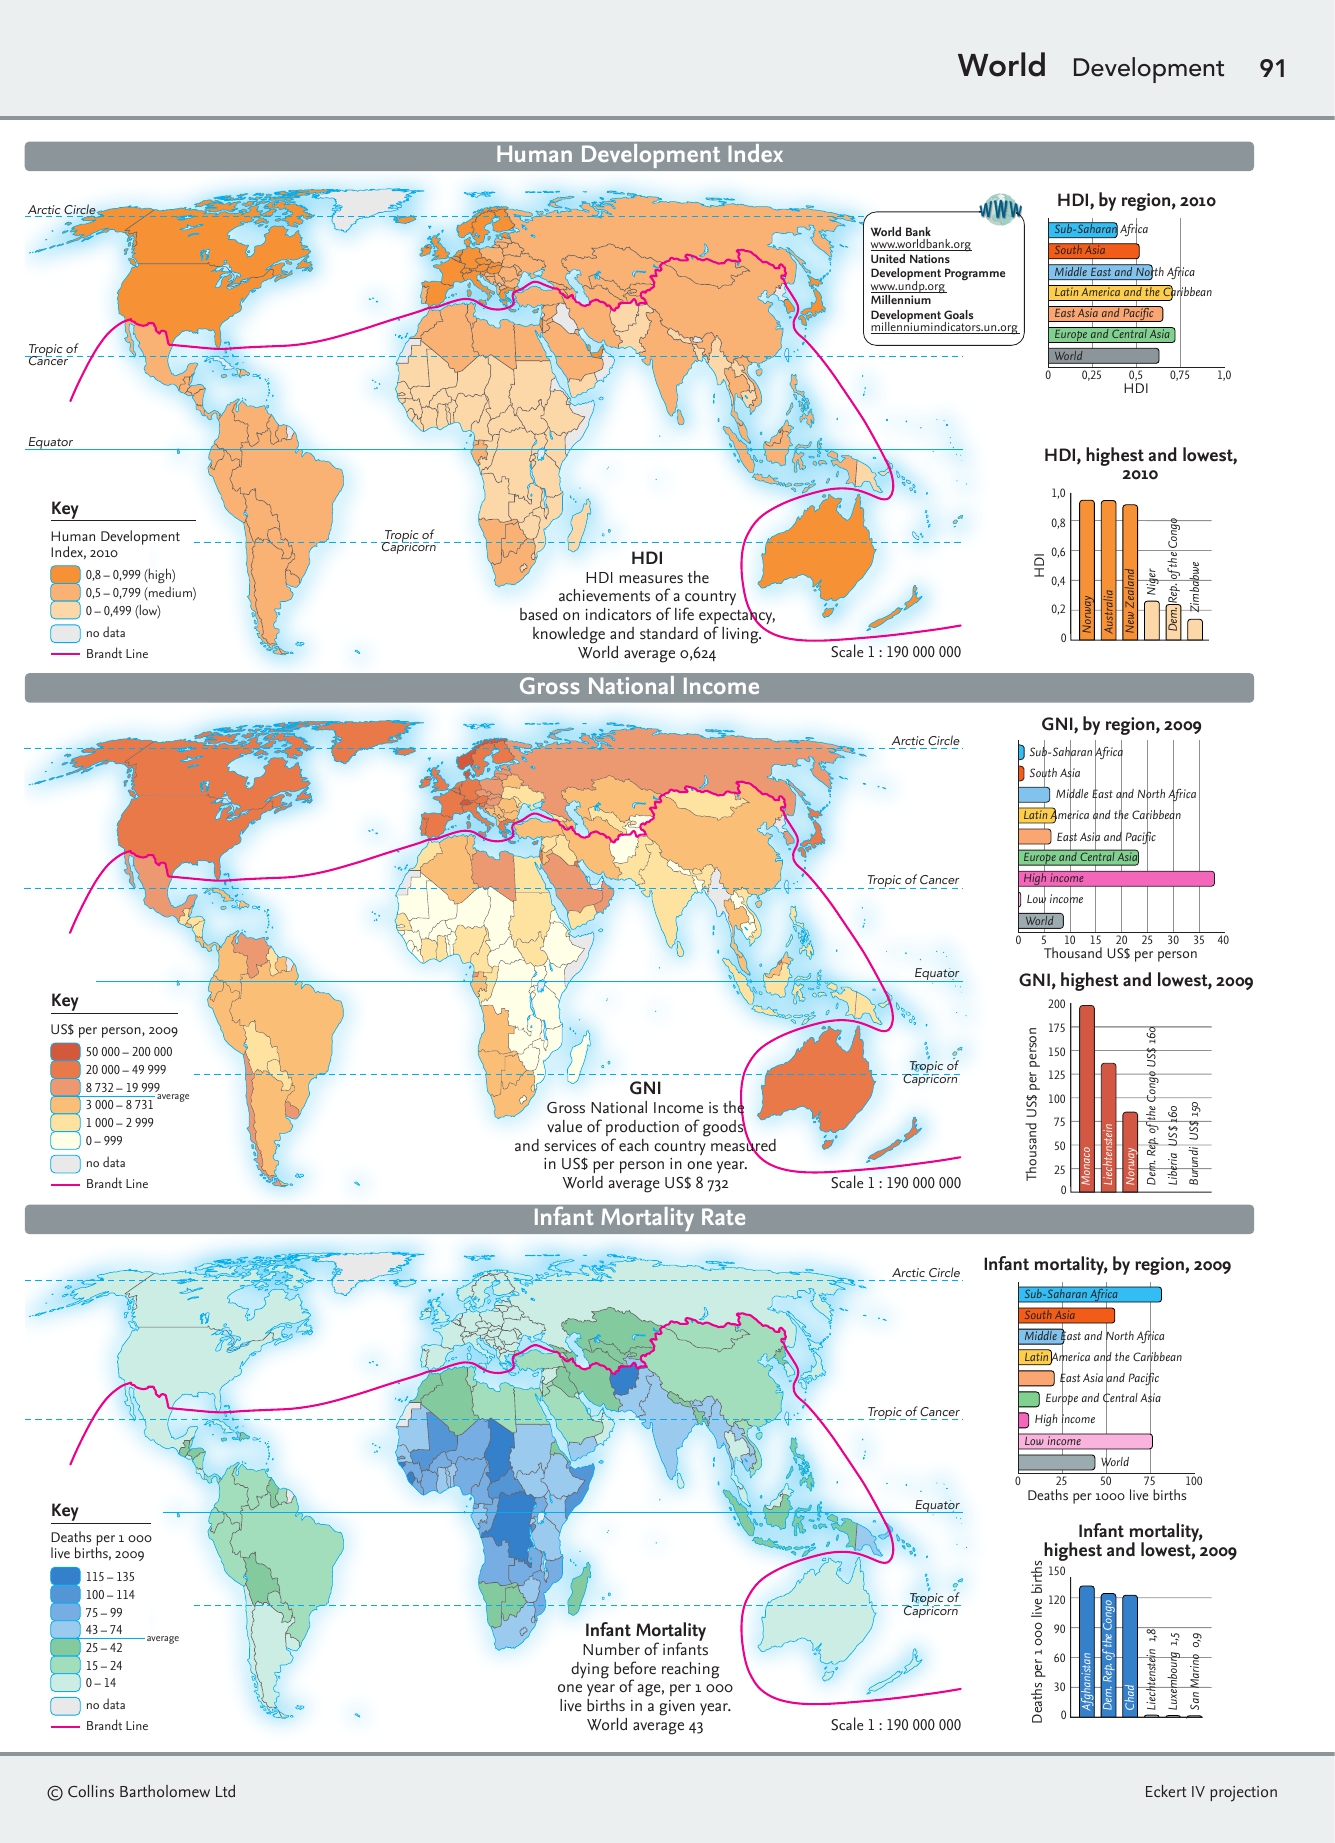 World Development 91
Human Development Index
Arctic Circle
Tropic of
Cancer
Equator
Tropic of
Capricorn
Key
Human Development
Index, 2010
0,8 – 0,999 (high)
0,5 – 0,799 (medium)
0 – 0,499 (low)
no data
Brandt Line
HDI
HDI measures the
achievements of a country
based on indicators of life expectancy,
knowledge and standard of living.
World average 0,624
Scale 1 : 190 000 000
WWW
World Bank
www.worldbank.org
United Nations
Development Programme
www.undp.org
Millennium
Development Goals
millenniumindicators.un.org
HDI, by region, 2010
Sub-Saharan Africa
South Asia
Middle East and North Africa
Latin America and the Caribbean
East Asia and Pacific
Europe and Central Asia
World
0 0,25 0,5 0,75 1,0
HDI
HDI, highest and lowest,
2010
HDI
1,0
0,8
0,6
0,4
0,2
0
Norway
Australia
New Zealand
Niger
Dem. Rep. of the Congo
Zimbabwe
Gross National Income
Arctic Circle
Tropic of Cancer
Equator
Tropic of
Capricorn
Key
US$ per person, 2009
50 000 – 200 000
20 000 – 49 999
8 732 – 19 999
average
3 000 – 8 731
1 000 – 2 999
0 – 999
no data
Brandt Line
GNI
Gross National Income is the
value of production of goods
and services of each country measured
in US$ per person in one year.
World average US$ 8 732
Scale 1 : 190 000 000
GNI, by region, 2009
Sub-Saharan Africa
South Asia
Middle East and North Africa
Latin America and the Caribbean
East Asia and Pacific
Europe and Central Asia
High income
Low income
World
0 5 10 15 20 25 30 35 40
Thousand US$ per person
GNI, highest and lowest, 2009
Thousand US$ per person
200
175
150
125
100
75
50
25
0
Monaco
Liechtenstein
Norway
Dem. Rep. of the Congo US$ 160
Liberia US$ 160
Burundi US$ 150
Infant Mortality Rate
Arctic Circle
Tropic of Cancer
Equator
Tropic of
Capricorn
Key
Deaths per 1 000
live births, 2009
115 – 135
100 – 114
75 – 99
43 – 74
average
25 – 42
15 – 24
0 – 14
no data
Brandt Line
Infant Mortality
Number of infants
dying before reaching
one year of age, per 1 000
live births in a given year.
World average 43
Scale 1 : 190 000 000
Infant mortality, by region, 2009
Sub-Saharan Africa
South Asia
Middle East and North Africa
Latin America and the Caribbean
East Asia and Pacific
Europe and Central Asia
High income
Low income
World
0 25 50 75 100
Deaths per 1000 live births
Infant mortality,
highest and lowest, 2009
Deaths per 1 000 live births
150
120
90
60
30
0
Afghanistan
Dem. Rep. of the Congo
Chad
Liechtenstein 1,8
Luxembourg 1,5
San Marino 0,9
© Collins Bartholomew Ltd
Eckert IV projection